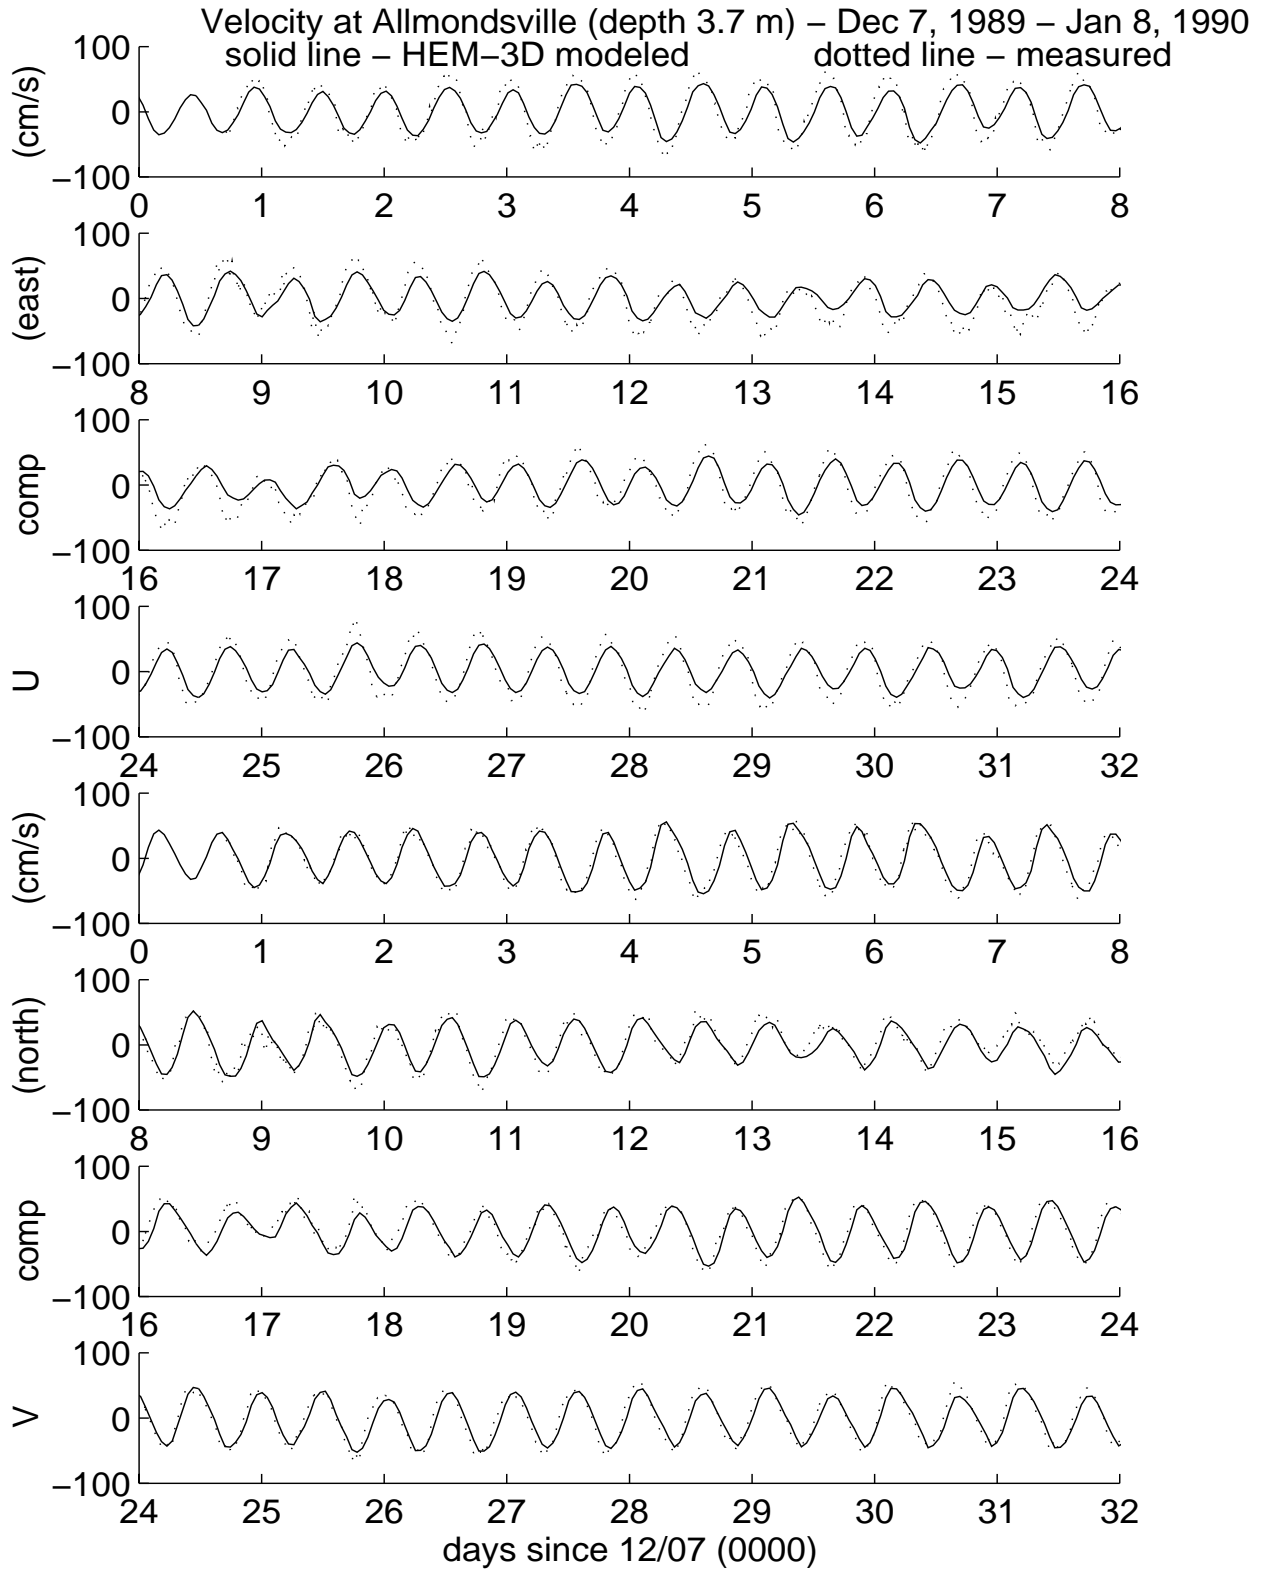 Velocity at Allmondsville (depth 3.7 m) – Dec 7, 1989 – Jan 8, 1990
solid line – HEM–3D modeled dotted line – measured
100
0
–100
(cm/s)
0 1 2 3 4 5 6 7 8
100
0
–100
(east)
8 9 10 11 12 13 14 15 16
100
0
–100
comp
16 17 18 19 20 21 22 23 24
100
0
–100
U
24 25 26 27 28 29 30 31 32
100
0
–100
(cm/s)
0 1 2 3 4 5 6 7 8
100
0
–100
(north)
8 9 10 11 12 13 14 15 16
100
0
–100
comp
16 17 18 19 20 21 22 23 24
100
0
–100
V
24 25 26 27 28 29 30 31 32
days since 12/07 (0000)